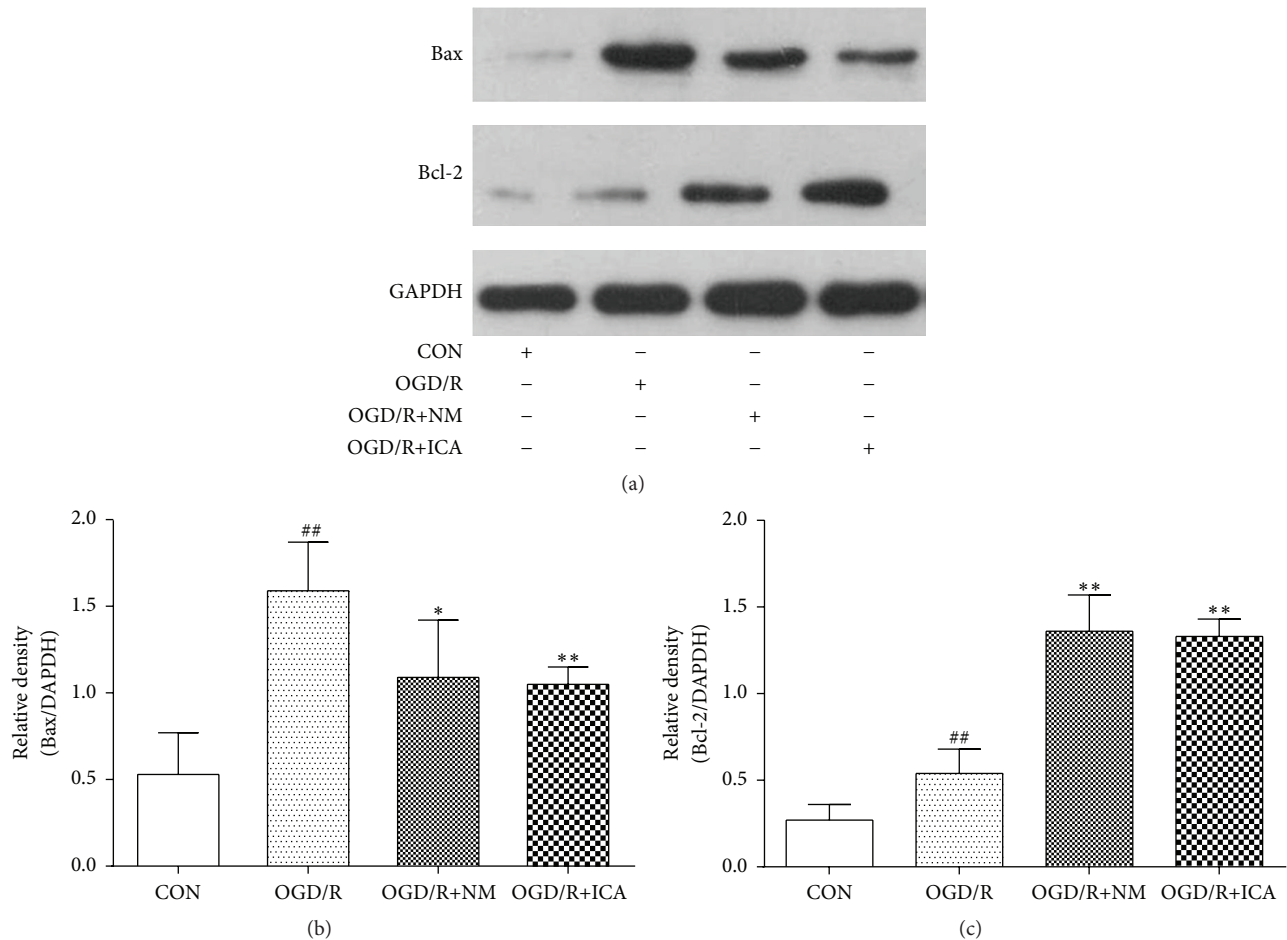 Bax
Bcl-2
GAPDH
CON + − − −
OGD/R − + − −
OGD/R+NM − − + −
OGD/R+ICA − − − +
(a)
Relative density
(Bax/DAPDH)
2.0
1.5
1.0
0.5
0.0
##
*
**
CON OGD/R OGD/R+NM OGD/R+ICA
(b)
Relative density
(Bcl-2/DAPDH)
2.0
1.5
1.0
0.5
0.0
##
**
**
CON OGD/R OGD/R+NM OGD/R+ICA
(c)